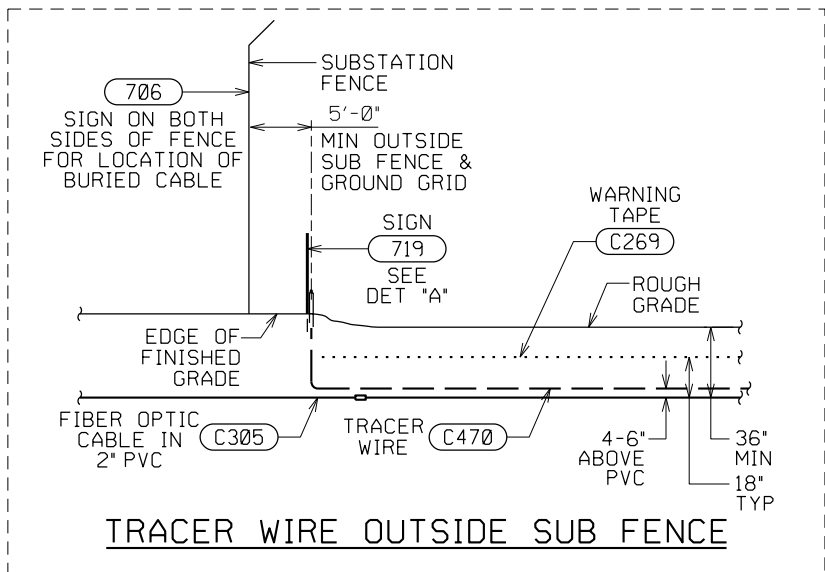 SUBSTATION
FENCE
706
SIGN ON BOTH
SIDES OF FENCE
FOR LOCATION OF
BURIED CABLE
5'-0"
MIN OUTSIDE
SUB FENCE &
GROUND GRID
SIGN
719
SEE
DET "A"
WARNING
TAPE
C269
ROUGH
GRADE
EDGE OF
FINISHED
GRADE
FIBER OPTIC
CABLE IN
2" PVC
C305
TRACER
WIRE
C470
4-6"
ABOVE
PVC
36"
MIN
18"
TYP
TRACER WIRE OUTSIDE SUB FENCE